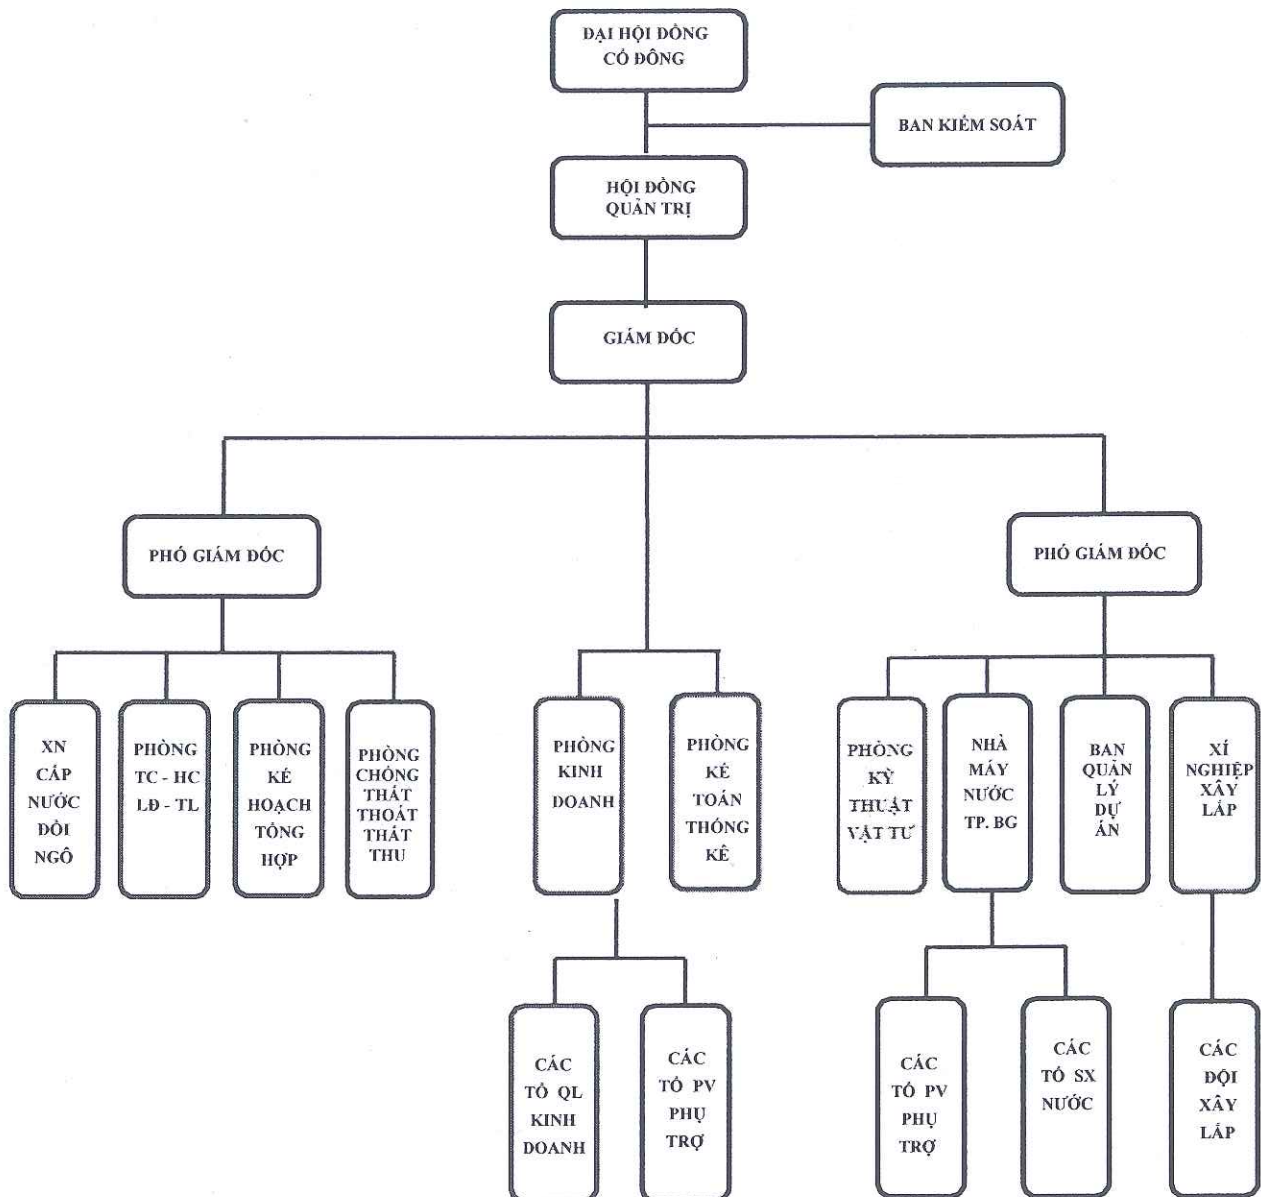 ĐẠI HỘI ĐỒNG
CỔ ĐÔNG
BAN KIỂM SOÁT
HỘI ĐỒNG
QUẢN TRỊ
GIÁM ĐỐC
PHÓ GIÁM ĐỐC
PHÓ GIÁM ĐỐC
XN
CẤP
NƯỚC
ĐỒI
NGÔ
PHÒNG
TC - HC
LĐ - TL
PHÒNG
KẾ
HOẠCH
TỔNG
HỢP
PHÒNG
CHỐNG
THẤT
THOÁT
THẤT
THU
PHÒNG
KINH
DOANH
PHÒNG
KẾ
TOÁN
THỐNG
KÊ
PHÒNG
KỸ
THUẬT
VẬT TƯ
NHÀ
MÁY
NƯỚC
TP. BG
BAN
QUẢN
LÝ
DỰ
ÁN
XÍ
NGHIỆP
XÂY
LẮP
CÁC
TỔ QL
KINH
DOANH
CÁC
TỔ PV
PHỤ
TRỢ
CÁC
TỔ PV
PHỤ
TRỢ
CÁC
TỔ SX
NƯỚC
CÁC
ĐỘI
XÂY
LẮP